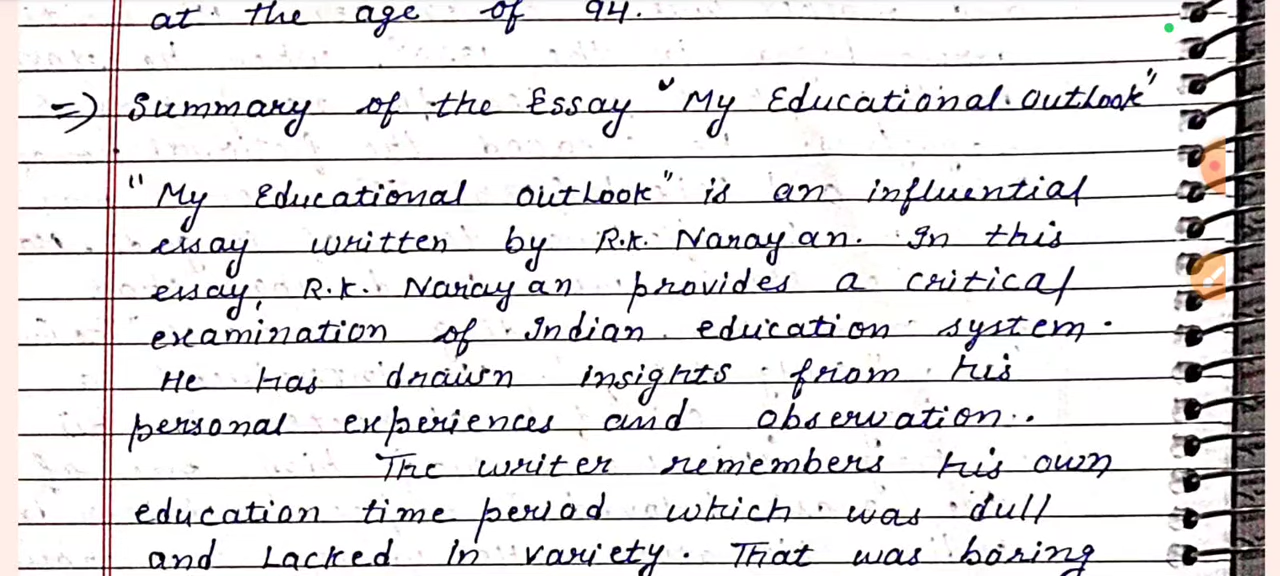 at the age of 94.
=> Summary of the Essay "My Educational Outlook"
"My Educational Outlook" is an influential
essay written by R.K. Narayan. In this
essay, R.K. Narayan provides a critical
examination of Indian education system.
He has drawn insights from his
personal experiences and observation..
The writer remembers his own
education time period which was dull
and Lacked in variety. That was boring